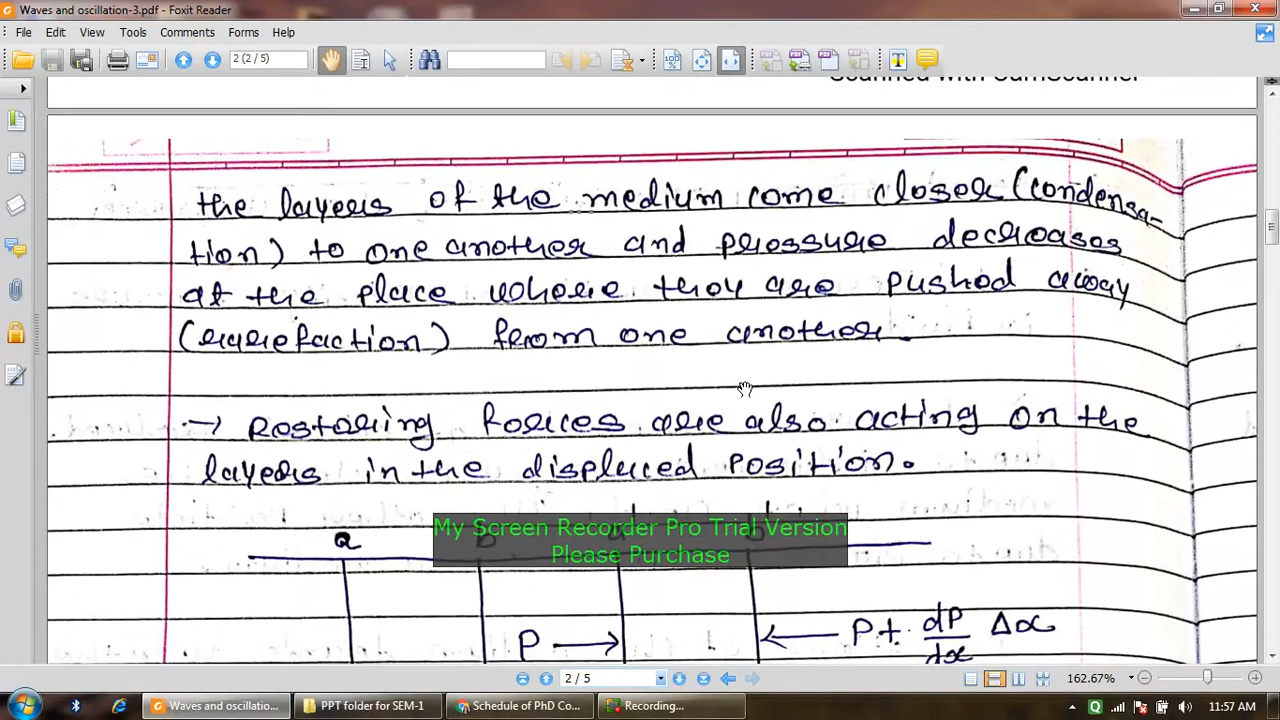 Waves and oscillation-3.pdf - Foxit Reader
File Edit View Tools Comments Forms Help
2 (2 / 5)
the layers of the medium come closer (condensa-
tion) to one another and pressure decreases
at the place where they are pushed away
(rarefaction) from one another.
→ Restoring forces are also acting on the
layers in the displaced position.
My Screen Recorder Pro Trial Version
Please Purchase
a
P → ← P + dP/dx Δx
2 / 5 162.67%
Waves and oscillatio... PPT folder for SEM-1 Schedule of PhD Co... Recording... 11:57 AM